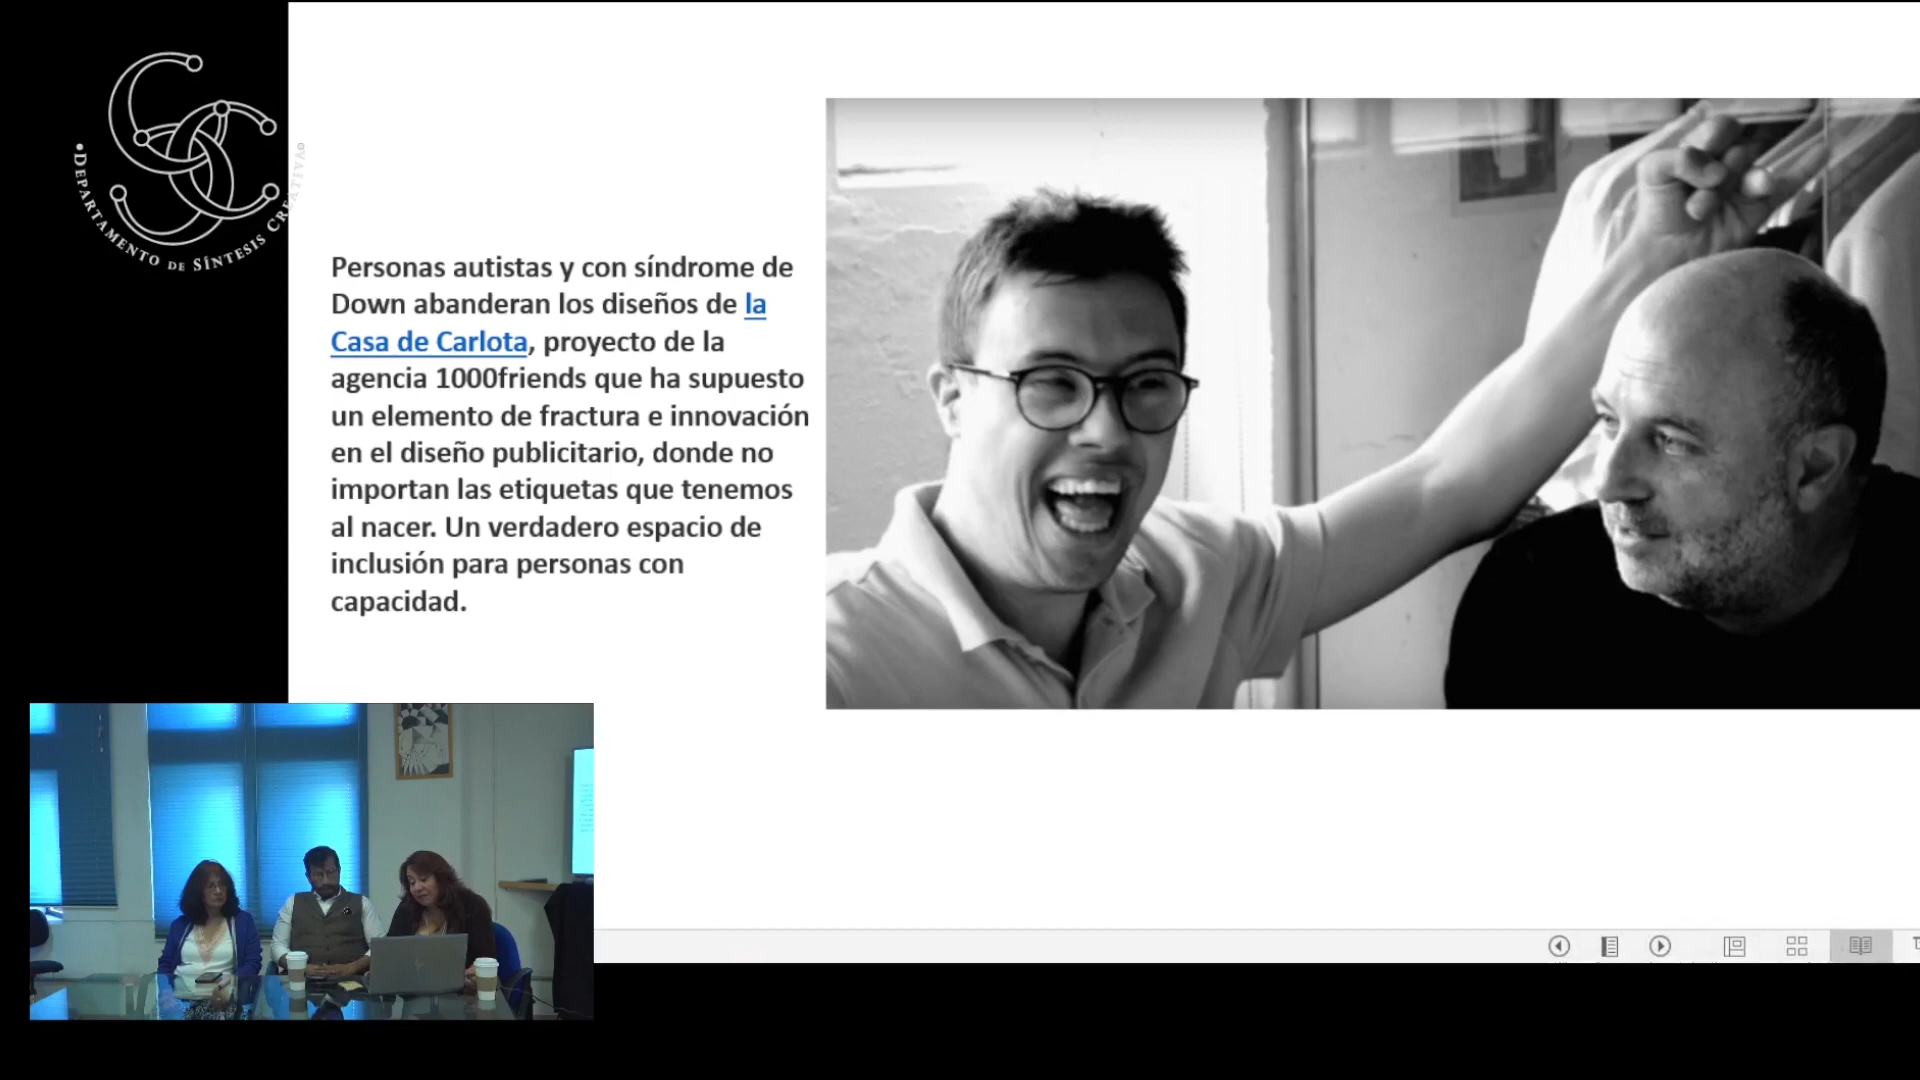 •DEPARTAMENTO DE SÍNTESIS CREATIVA•
Personas autistas y con síndrome de
Down abanderan los diseños de la
Casa de Carlota, proyecto de la
agencia 1000friends que ha supuesto
un elemento de fractura e innovación
en el diseño publicitario, donde no
importan las etiquetas que tenemos
al nacer. Un verdadero espacio de
inclusión para personas con
capacidad.